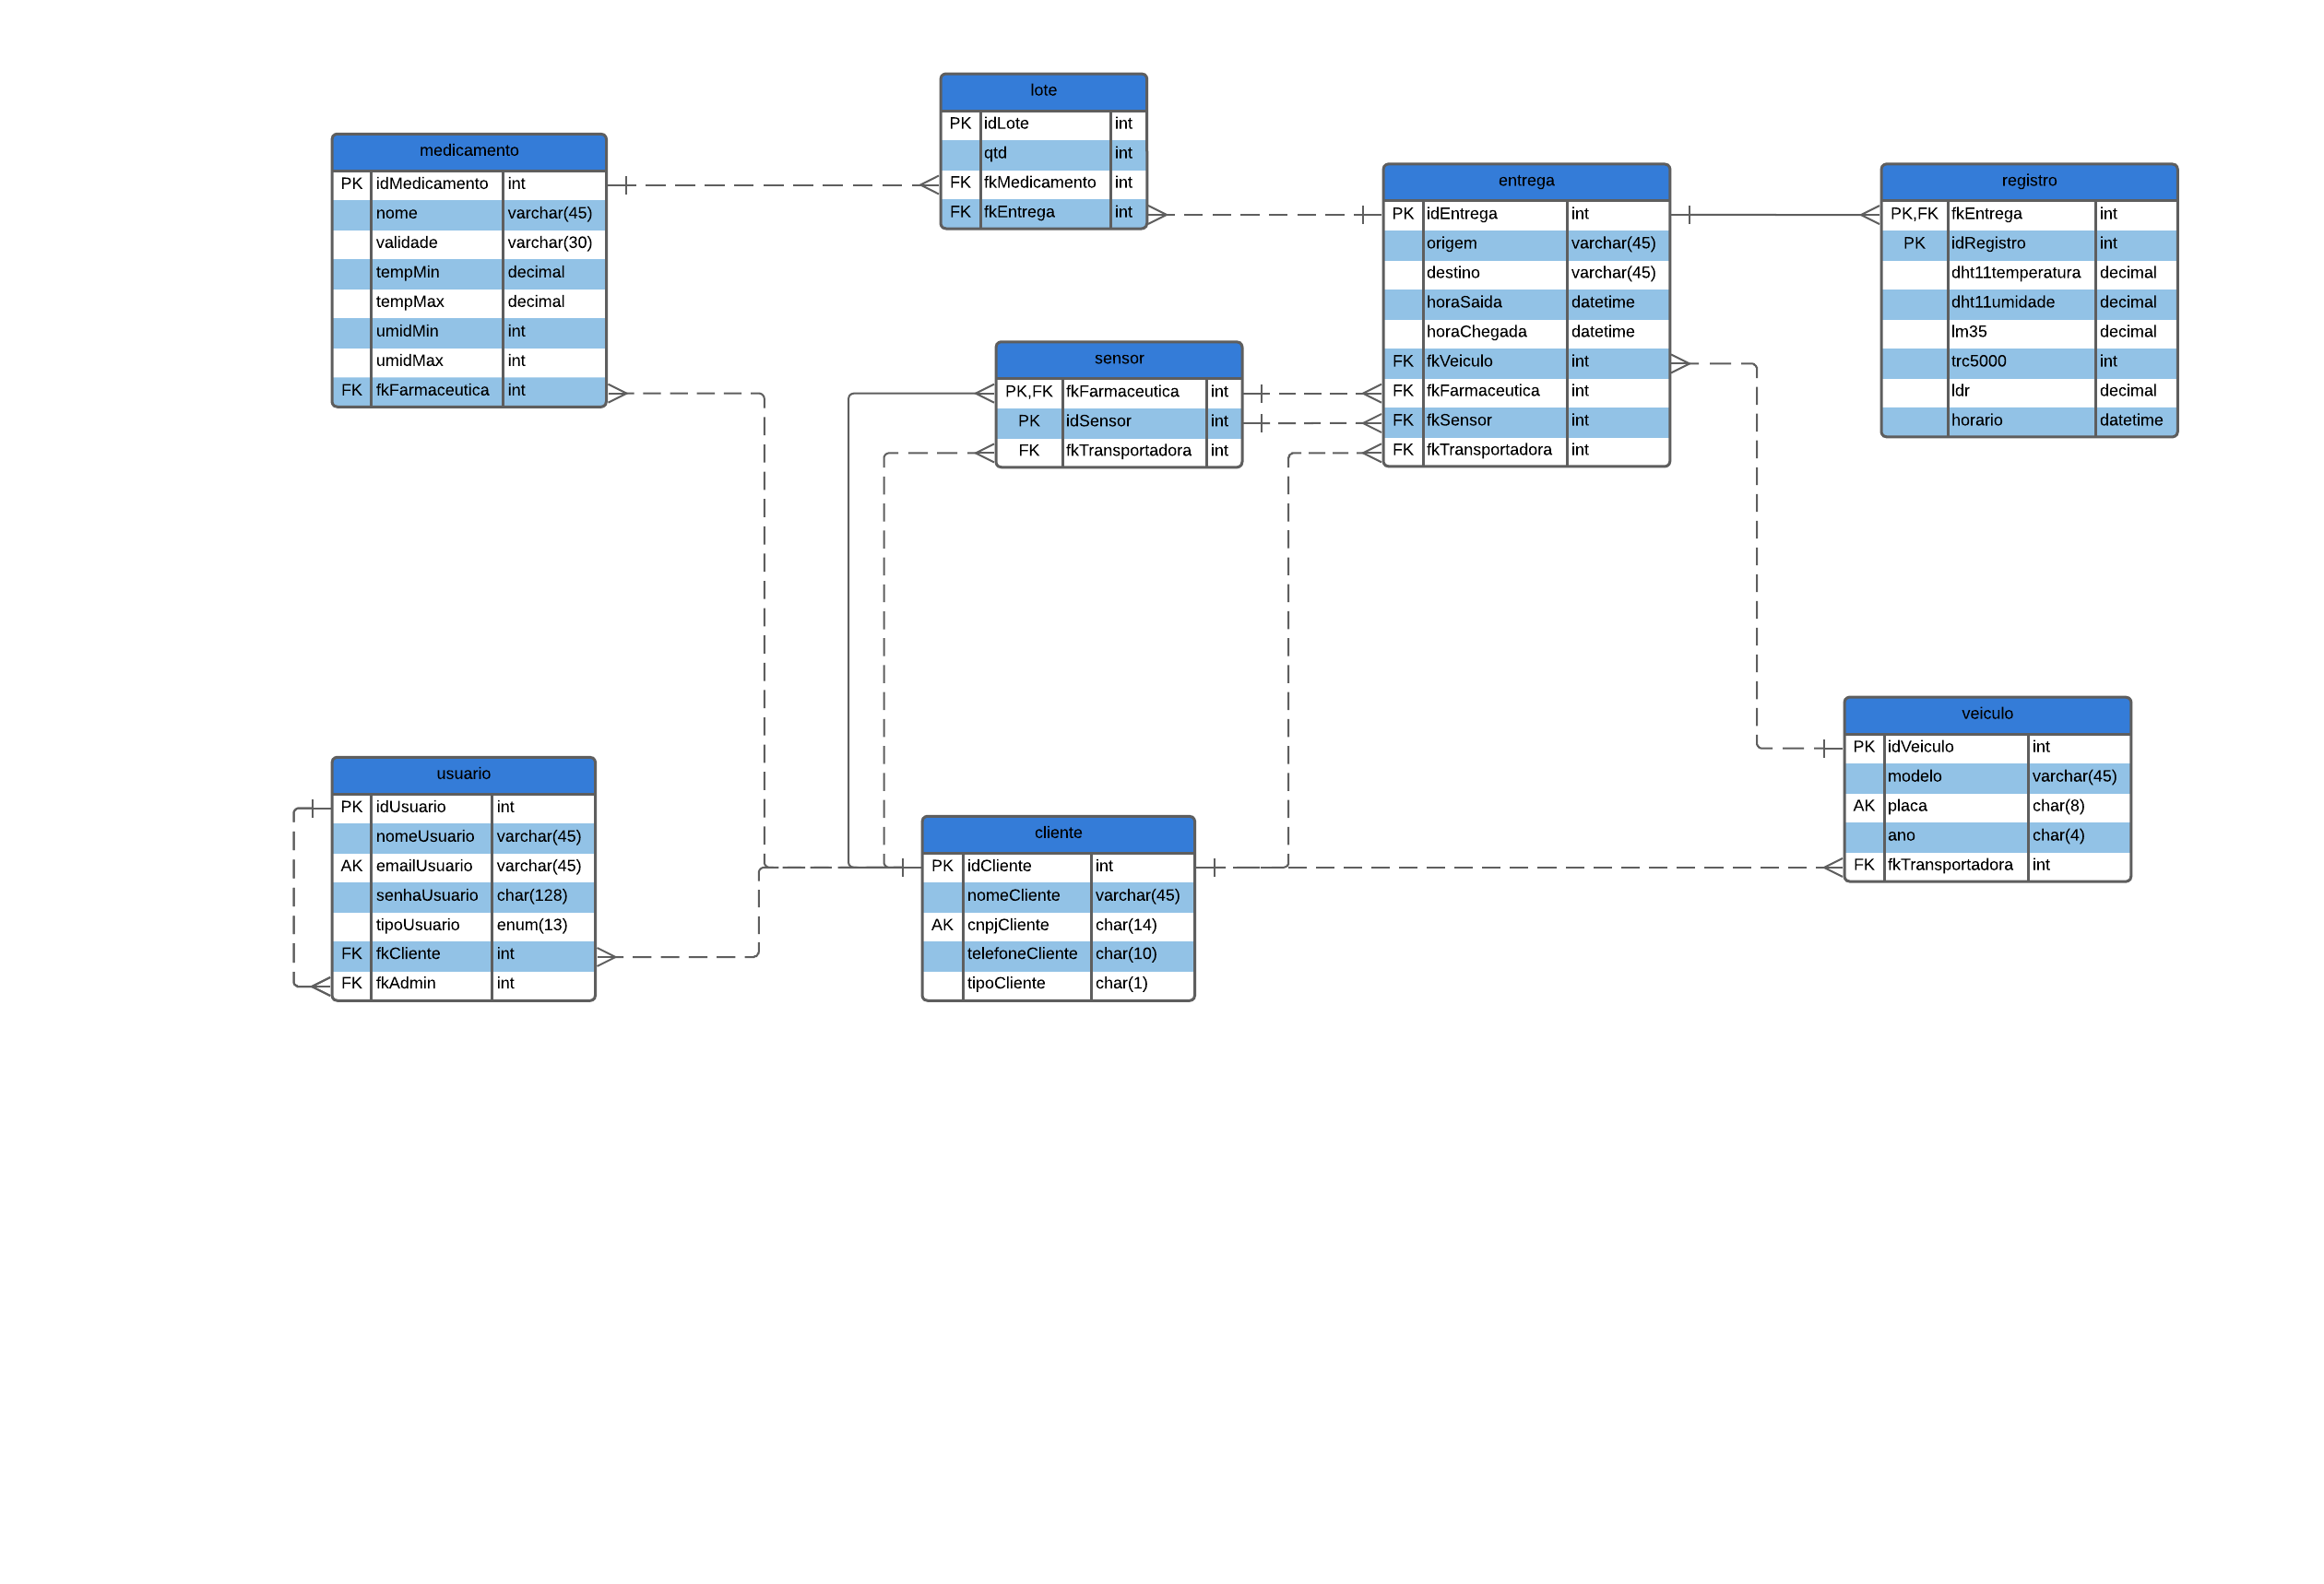 lote
PK idLote int
qtd int
FK fkMedicamento int
FK fkEntrega int
medicamento
PK idMedicamento int
nome varchar(45)
validade varchar(30)
tempMin decimal
tempMax decimal
umidMin int
umidMax int
FK fkFarmaceutica int
entrega
PK idEntrega int
origem varchar(45)
destino varchar(45)
horaSaida datetime
horaChegada datetime
FK fkVeiculo int
FK fkFarmaceutica int
FK fkSensor int
FK fkTransportadora int
registro
PK,FK fkEntrega int
PK idRegistro int
dht11temperatura decimal
dht11umidade decimal
lm35 decimal
trc5000 int
ldr decimal
horario datetime
sensor
PK,FK fkFarmaceutica int
PK idSensor int
FK fkTransportadora int
veiculo
PK idVeiculo int
modelo varchar(45)
AK placa char(8)
ano char(4)
FK fkTransportadora int
usuario
PK idUsuario int
nomeUsuario varchar(45)
AK emailUsuario varchar(45)
senhaUsuario char(128)
tipoUsuario enum(13)
FK fkCliente int
FK fkAdmin int
cliente
PK idCliente int
nomeCliente varchar(45)
AK cnpjCliente char(14)
telefoneCliente char(10)
tipoCliente char(1)